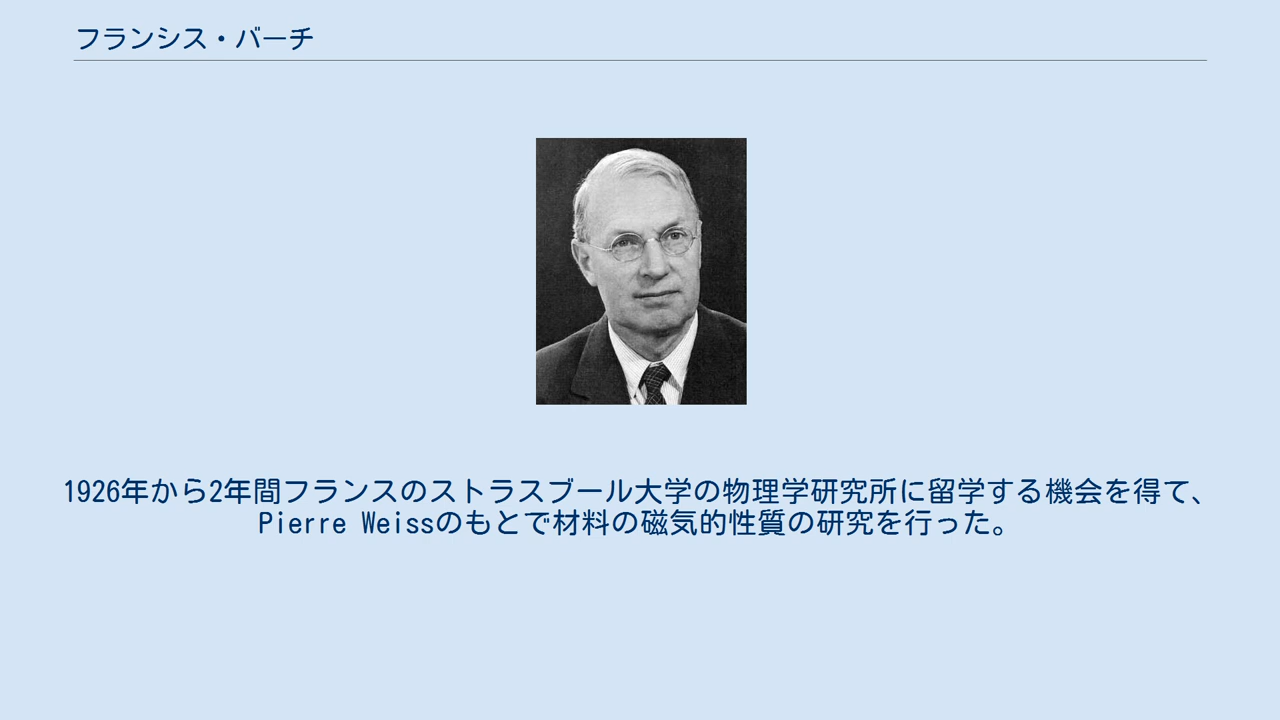 フランシス・バーチ
1926年から2年間フランスのストラスブール大学の物理学研究所に留学する機会を得て、
Pierre Weissのもとで材料の磁気的性質の研究を行った。